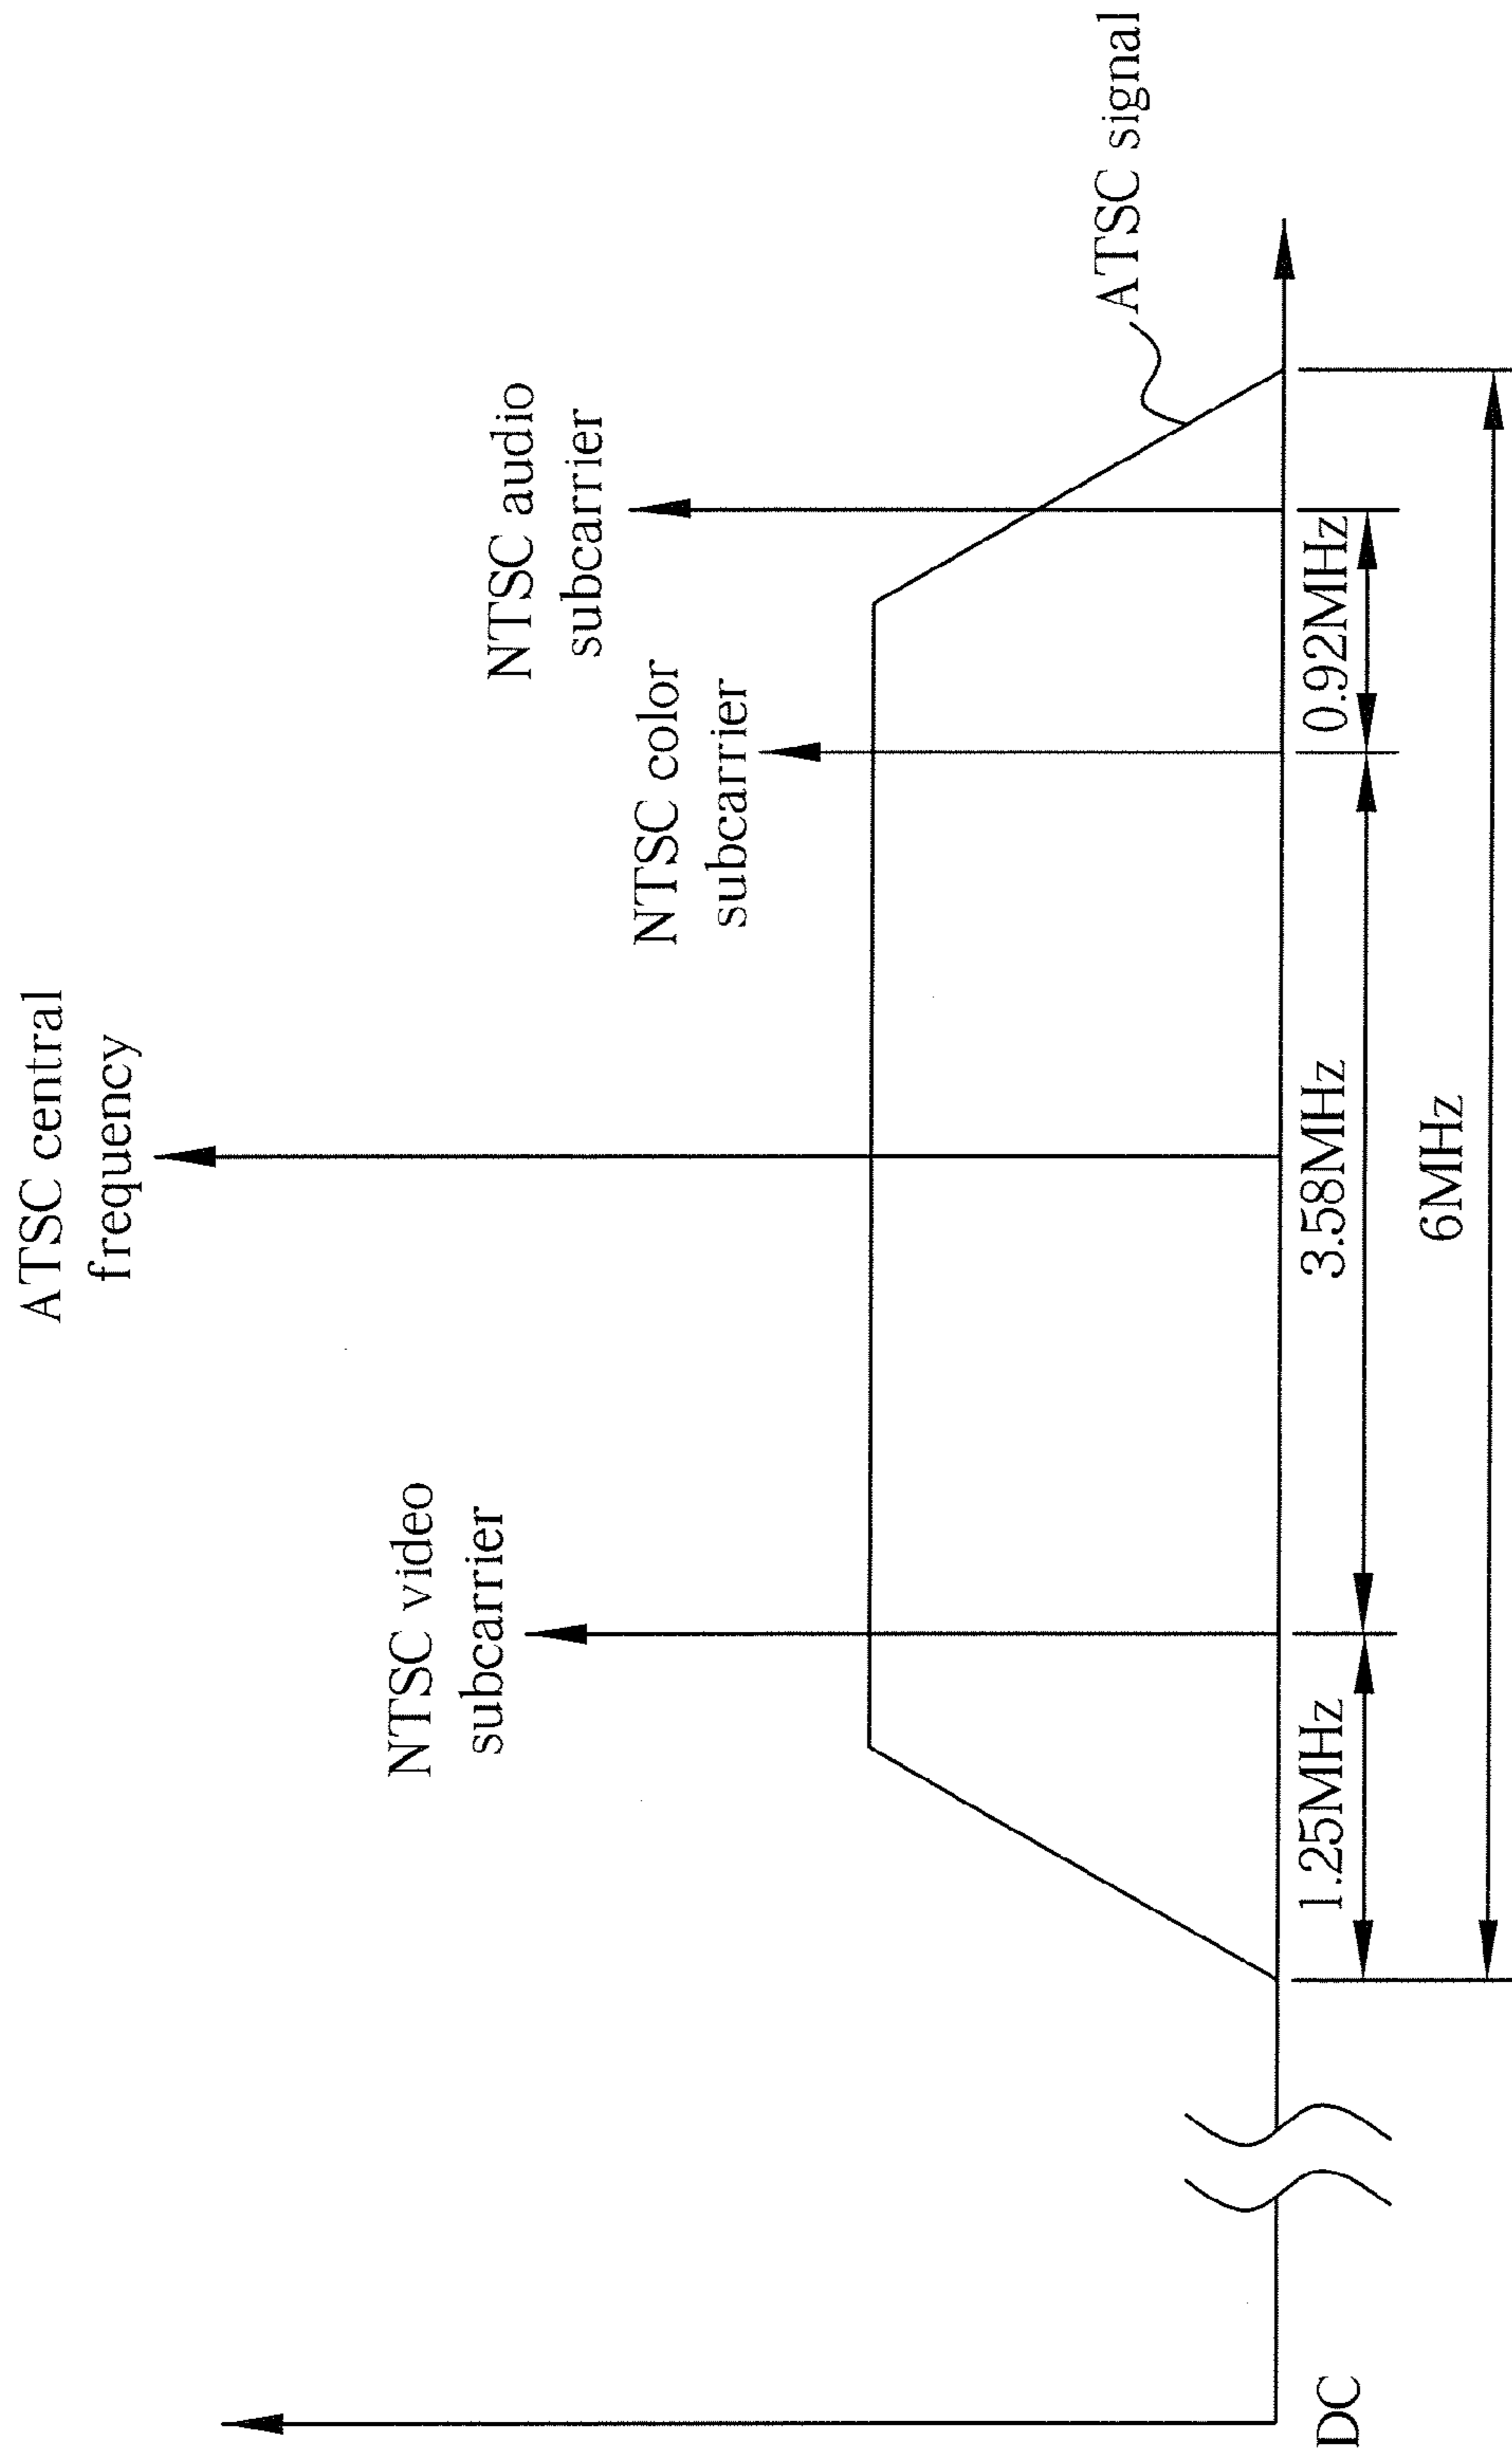 ATSC central
frequency
NTSC video
subcarrier
NTSC audio
subcarrier
NTSC color
subcarrier
ATSC signal
DC
1.25MHz
3.58MHz
0.92MHz
6MHz